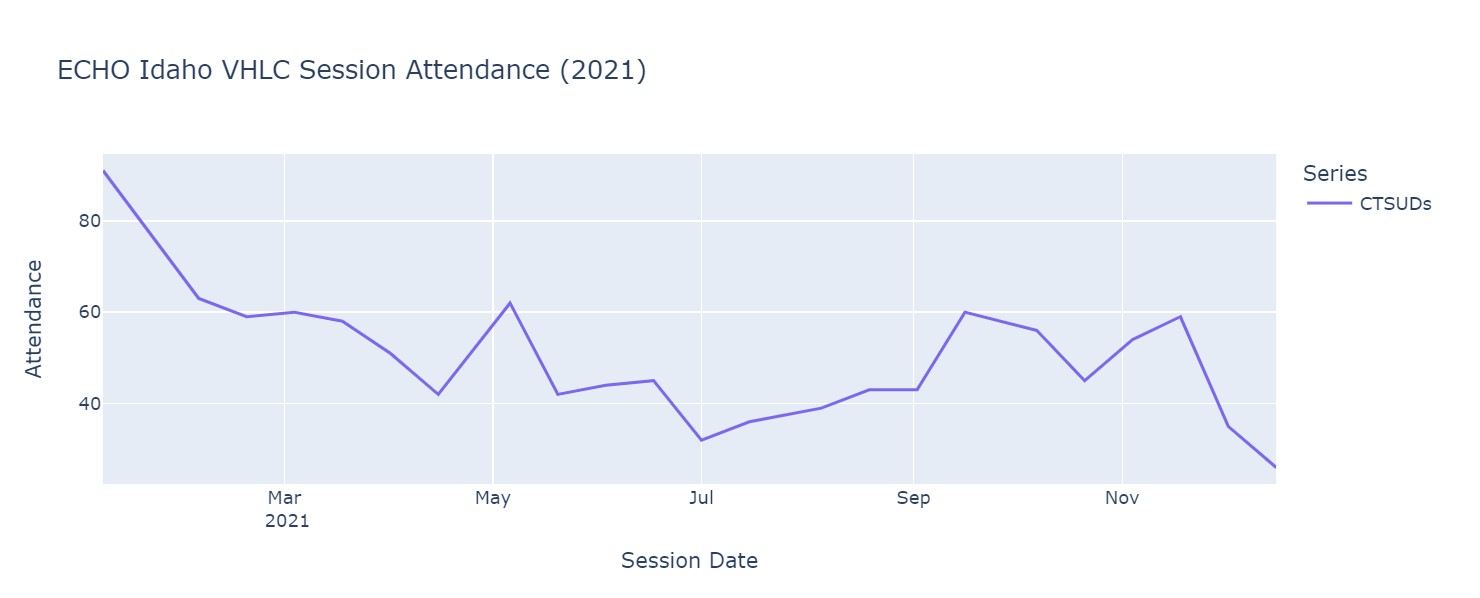 ECHO Idaho VHLC Session Attendance (2021)
Series
CTSUDs
Attendance
80
60
40
Mar
2021
May
Jul
Sep
Nov
Session Date